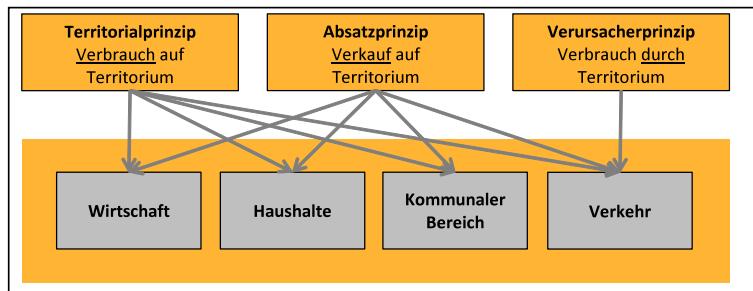 Territorialprinzip
Verbrauch auf
Territorium
Absatzprinzip
Verkauf auf
Territorium
Verursacherprinzip
Verbrauch durch
Territorium
Wirtschaft
Haushalte
Kommunaler
Bereich
Verkehr